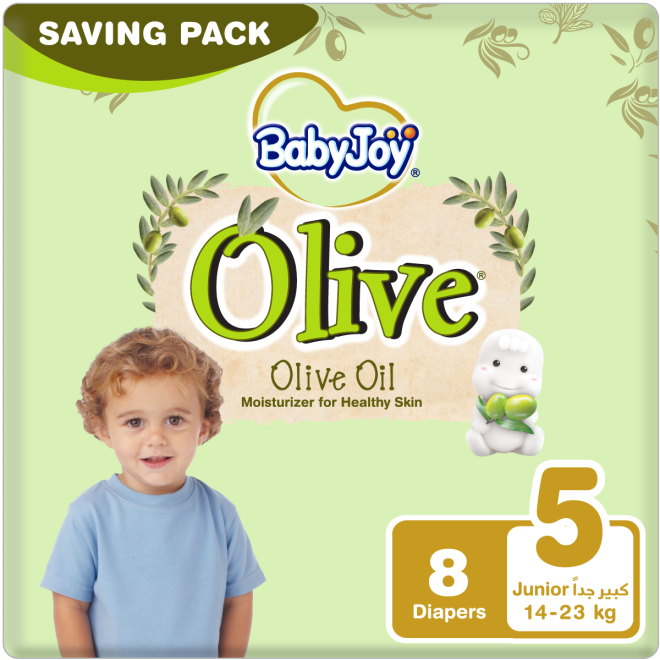 SAVING PACK
BabyJoy®
Olive®
Olive Oil
Moisturizer for Healthy Skin
5
8
Diapers
Junior كبير جداً
14-23 kg